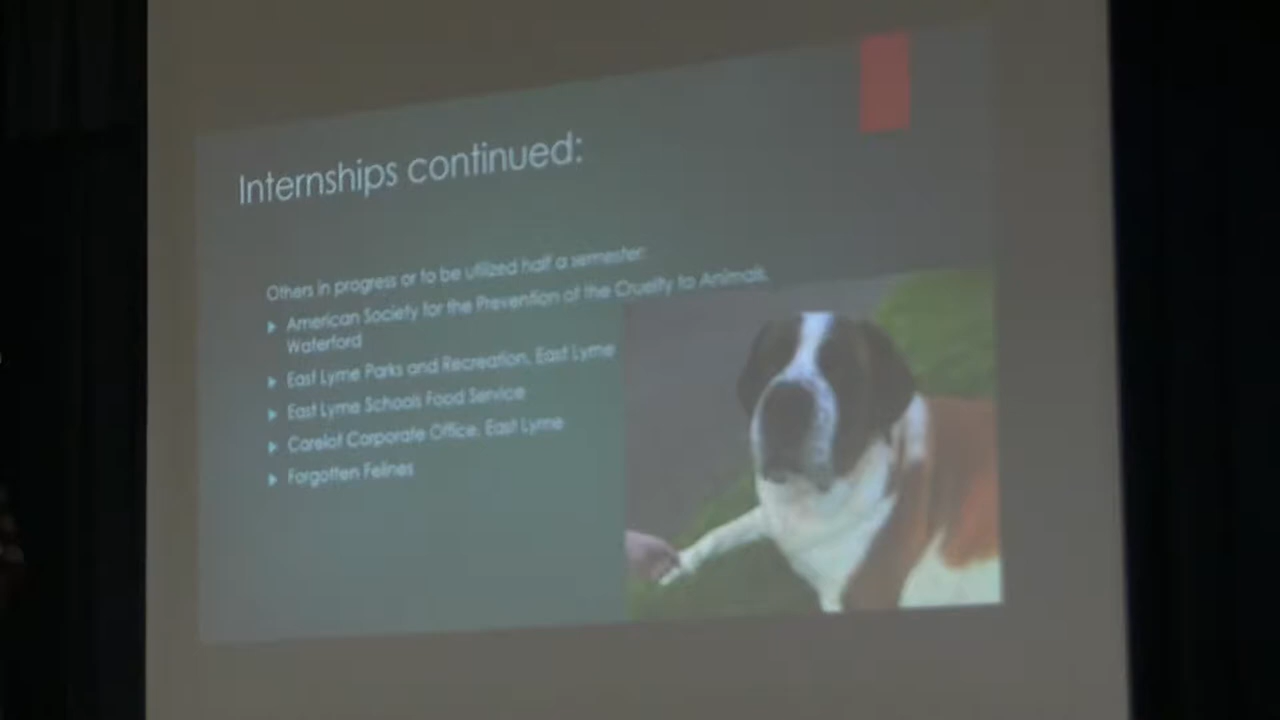 Internships continued:
Others in progress or to be utilized half a semester:
American Society for the Prevention of the Cruelty to Animals,
Waterford
East Lyme Parks and Recreation, East Lyme
East Lyme Schools Food Service
Carelot Corporate Office, East Lyme
Forgotten Felines